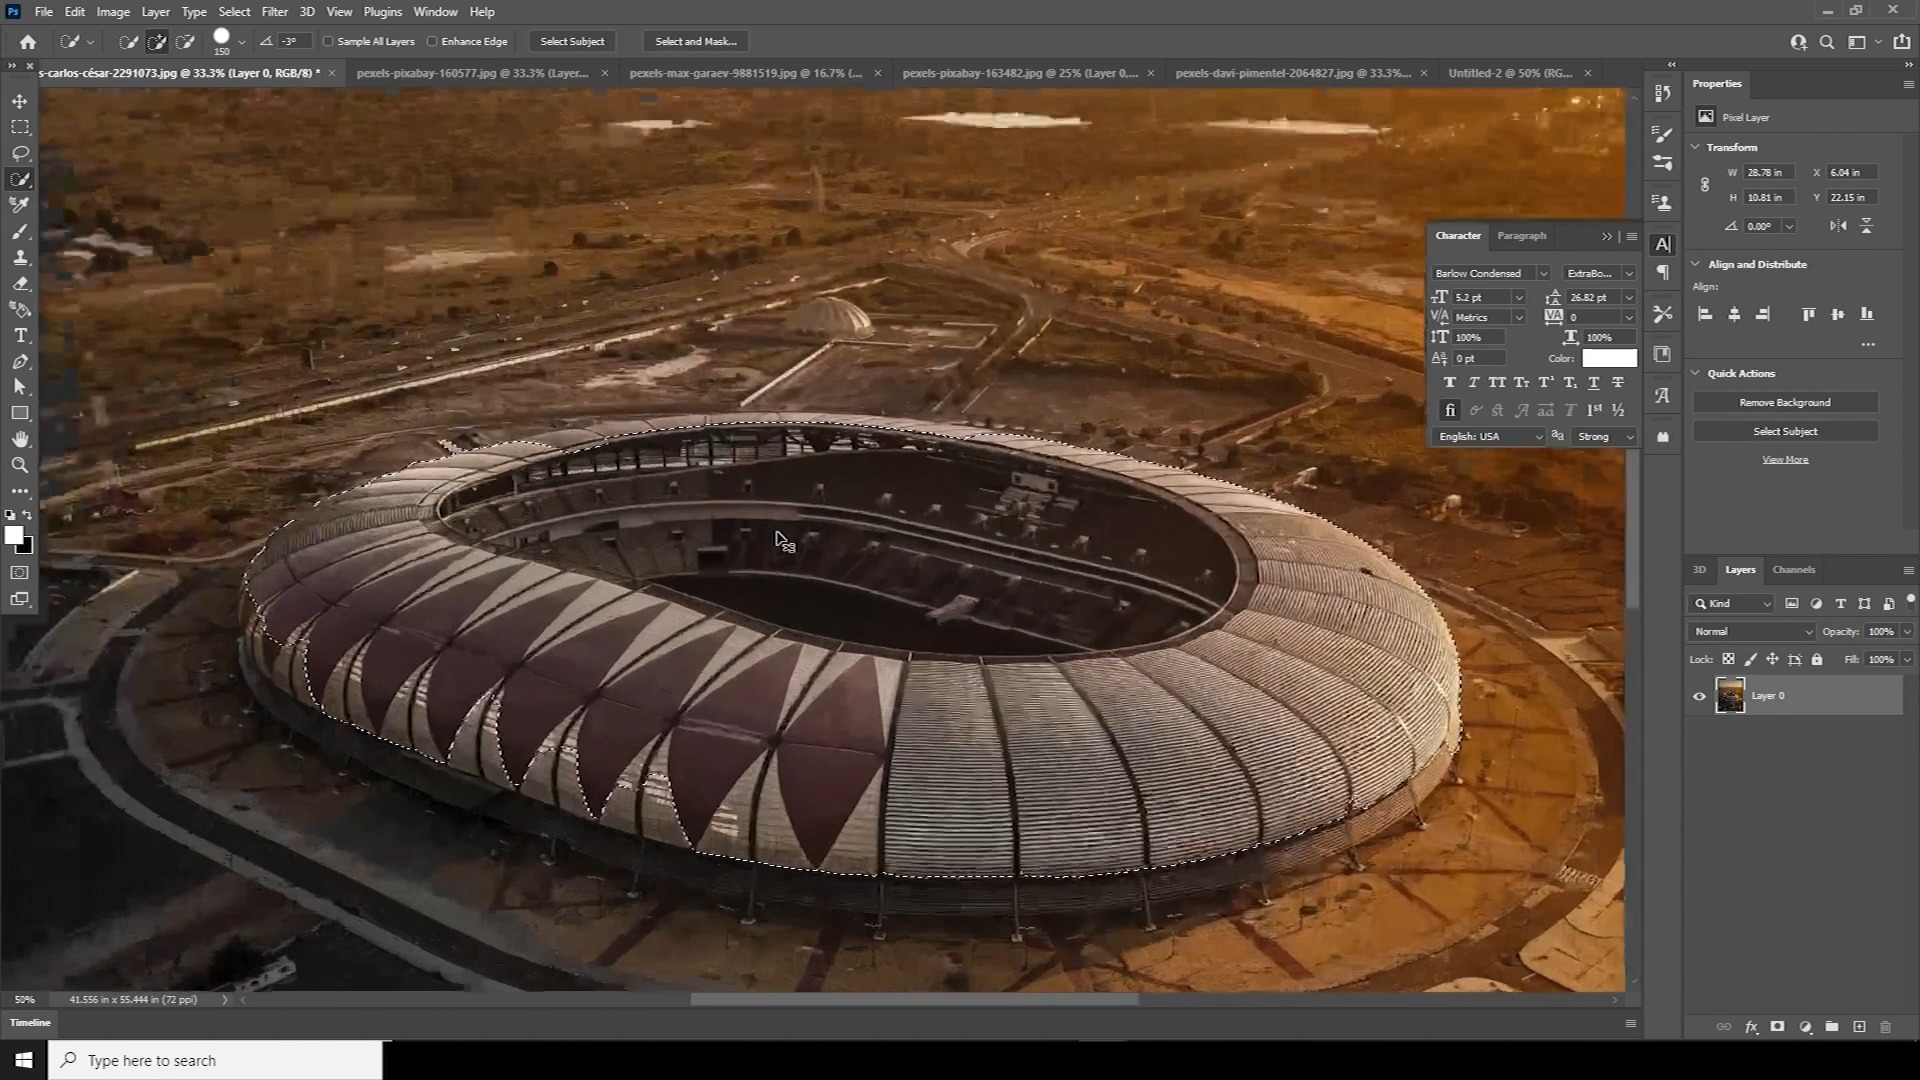 Ps File Edit Image Layer Type Select Filter 3D View Plugins Window Help
150 -3° Sample All Layers Enhance Edge Select Subject Select and Mask...
s-carlos-césar-2291073.jpg @ 33.3% (Layer 0, RGB/8) * × pexels-pixabay-160577.jpg @ 33.3% (Layer... × pexels-max-garaev-9881519.jpg @ 16.7% (... × pexels-pixabay-163482.jpg @ 25% (Layer 0,... × pexels-davi-pimentel-2064827.jpg @ 33.3%... × Untitled-2 @ 50% (RG... ×
Properties
Pixel Layer
Transform
W 28.78 in X 6.04 in
H 10.81 in Y 22.15 in
0.00°
Align and Distribute
Align:
Quick Actions
Remove Background
Select Subject
View More
Character Paragraph
Barlow Condensed ExtraBo...
5.2 pt 26.82 pt
Metrics 0
100% 100%
0 pt Color:
English: USA Strong
3D Layers Channels
Kind
Normal Opacity: 100%
Lock: Fill: 100%
Layer 0
50% 41.556 in x 55.444 in (72 ppi)
Timeline
Type here to search